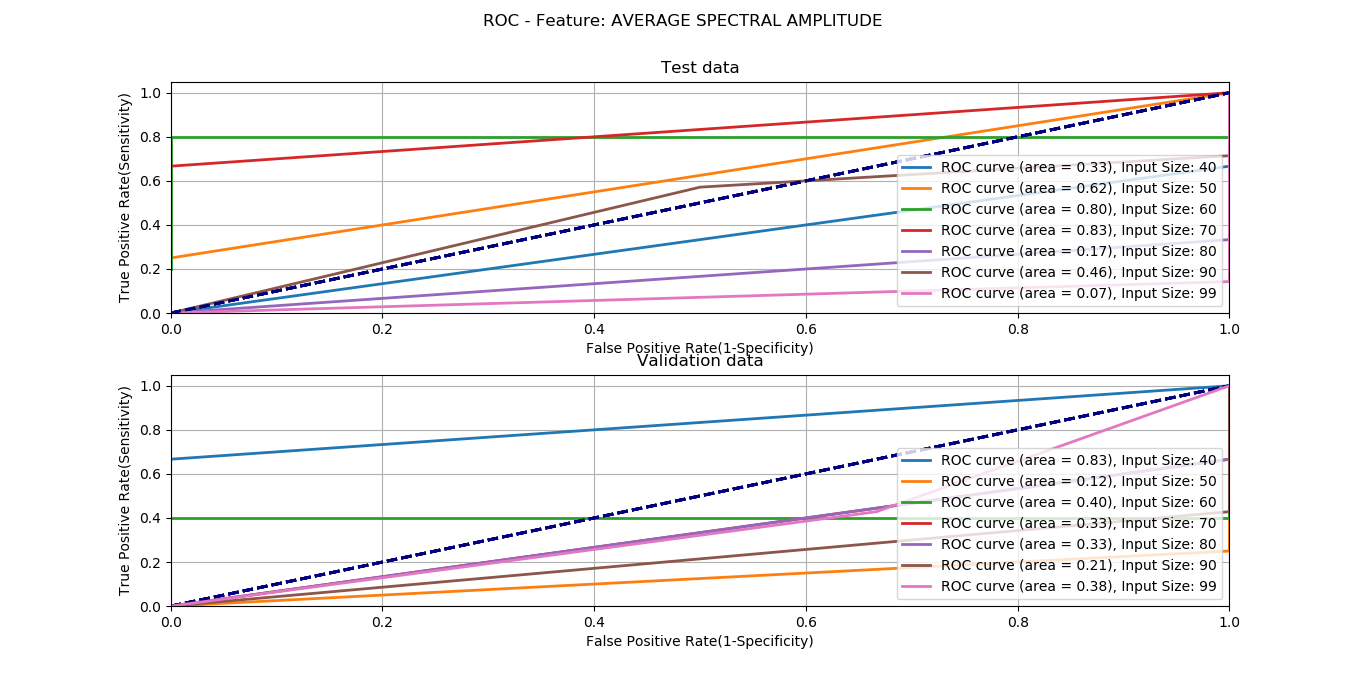 ROC - Feature: AVERAGE SPECTRAL AMPLITUDE
Test data
True Positive Rate(Sensitivity)
1.0
0.8
0.6
0.4
0.2
0.0
ROC curve (area = 0.33), Input Size: 40
ROC curve (area = 0.62), Input Size: 50
ROC curve (area = 0.80), Input Size: 60
ROC curve (area = 0.83), Input Size: 70
ROC curve (area = 0.17), Input Size: 80
ROC curve (area = 0.46), Input Size: 90
ROC curve (area = 0.07), Input Size: 99
0.0 0.2 0.4 0.6 0.8 1.0
False Positive Rate(1-Specificity)
Validation data
True Positive Rate(Sensitivity)
1.0
0.8
0.6
0.4
0.2
0.0
ROC curve (area = 0.83), Input Size: 40
ROC curve (area = 0.12), Input Size: 50
ROC curve (area = 0.40), Input Size: 60
ROC curve (area = 0.33), Input Size: 70
ROC curve (area = 0.33), Input Size: 80
ROC curve (area = 0.21), Input Size: 90
ROC curve (area = 0.38), Input Size: 99
0.0 0.2 0.4 0.6 0.8 1.0
False Positive Rate(1-Specificity)